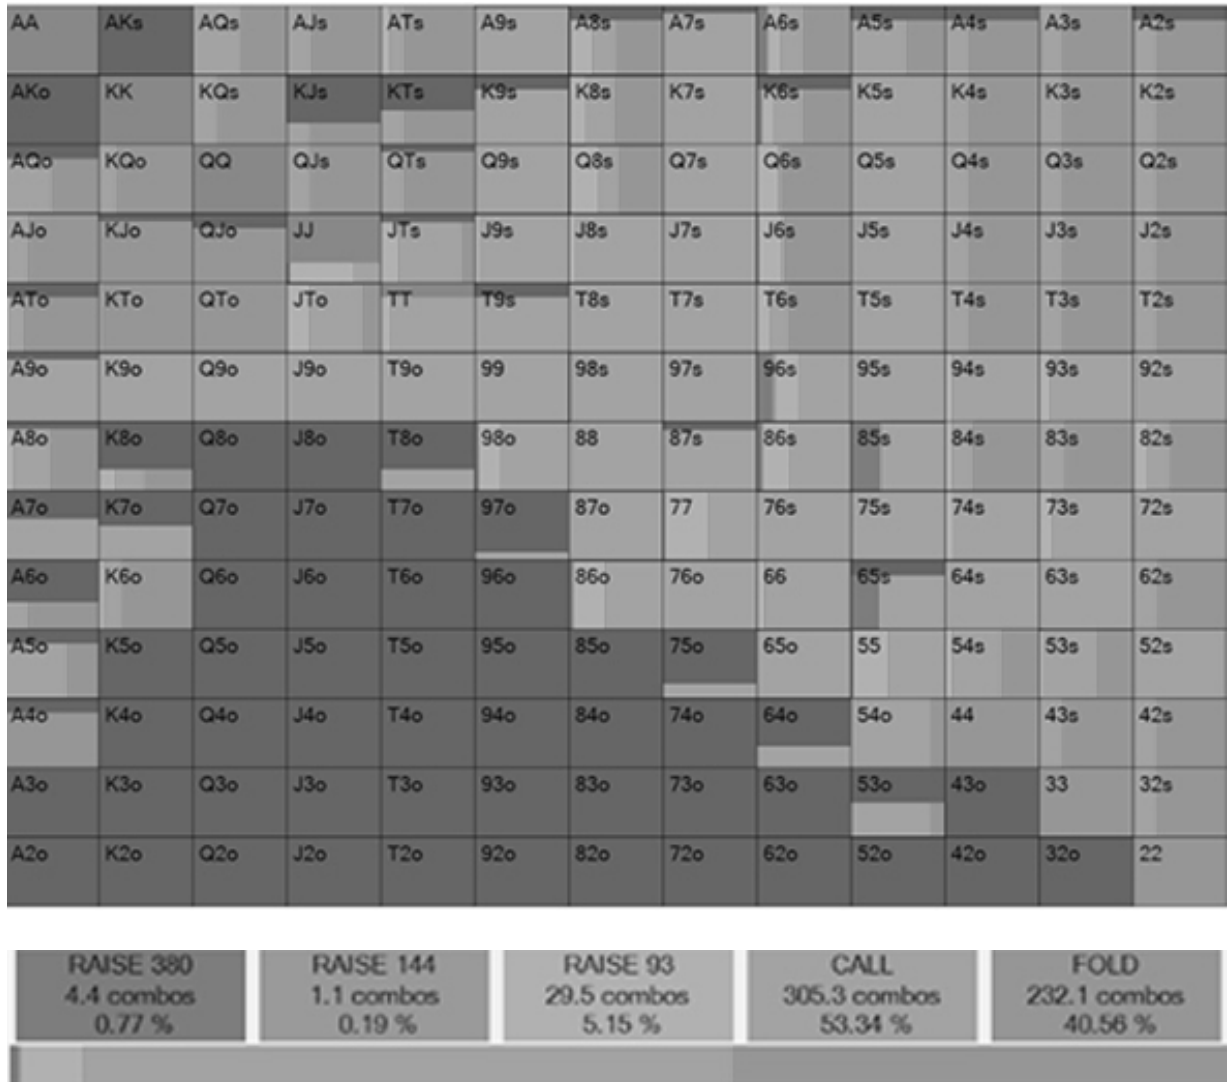 AA AKs AQs AJs ATs A9s A8s A7s A6s A5s A4s A3s A2s
AKo KK KQs KJs KTs K9s K8s K7s K6s K5s K4s K3s K2s
AQo KQo QQ QJs QTs Q9s Q8s Q7s Q6s Q5s Q4s Q3s Q2s
AJo KJo QJo JJ JTs J9s J8s J7s J6s J5s J4s J3s J2s
ATo KTo QTo JTo TT T9s T8s T7s T6s T5s T4s T3s T2s
A9o K9o Q9o J9o T9o 99 98s 97s 96s 95s 94s 93s 92s
A8o K8o Q8o J8o T8o 98o 88 87s 86s 85s 84s 83s 82s
A7o K7o Q7o J7o T7o 97o 87o 77 76s 75s 74s 73s 72s
A6o K6o Q6o J6o T6o 96o 86o 76o 66 65s 64s 63s 62s
A5o K5o Q5o J5o T5o 95o 85o 75o 65o 55 54s 53s 52s
A4o K4o Q4o J4o T4o 94o 84o 74o 64o 54o 44 43s 42s
A3o K3o Q3o J3o T3o 93o 83o 73o 63o 53o 43o 33 32s
A2o K2o Q2o J2o T2o 92o 82o 72o 62o 52o 42o 32o 22
RAISE 380 RAISE 144 RAISE 93 CALL FOLD
4.4 combos 1.1 combos 29.5 combos 305.3 combos 232.1 combos
0.77 % 0.19 % 5.15 % 53.34 % 40.56 %